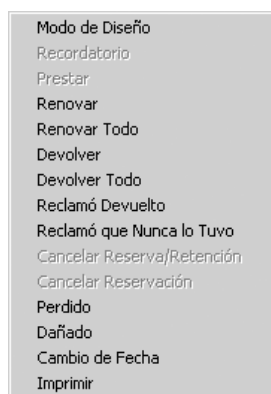 Modo de Diseño
Recordatorio
Prestar
Renovar
Renovar Todo
Devolver
Devolver Todo
Reclamó Devuelto
Reclamó que Nunca lo Tuvo
Cancelar Reserva/Retención
Cancelar Reservación
Perdido
Dañado
Cambio de Fecha
Imprimir